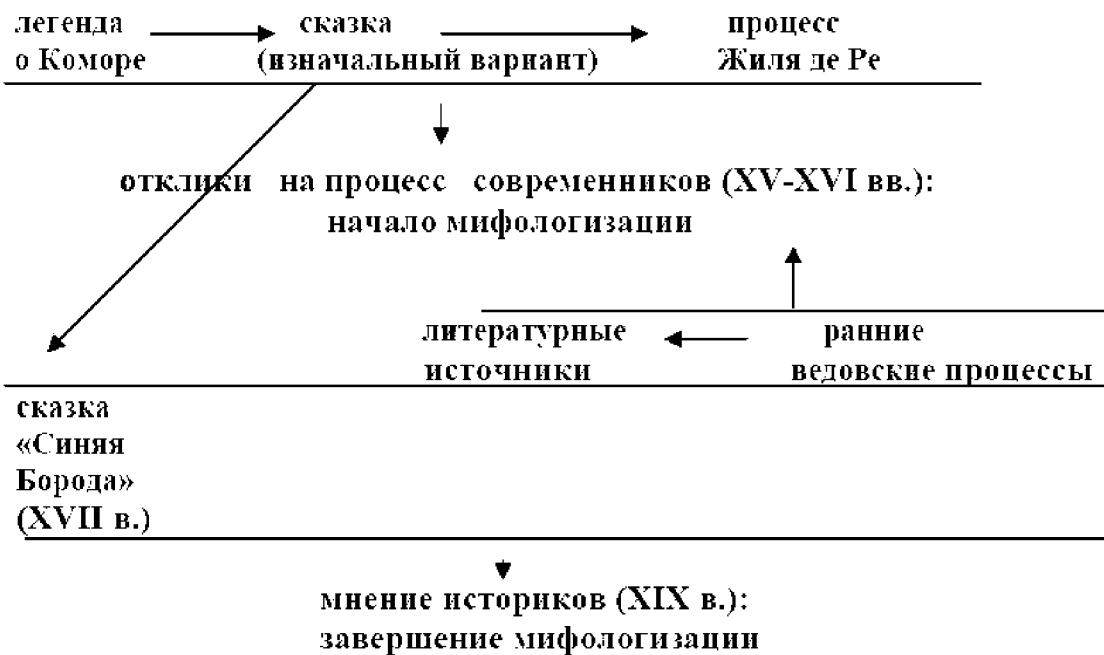 легенда
о Коморе
сказка
(изначальный вариант)
процесс
Жиля де Ре
отклики на процесс современников (XV-XVI вв.):
начало мифологизации
литературные
источники
ранние
ведовские процессы
сказка
«Синяя
Борода»
(XVII в.)
мнение историков (XIX в.):
завершение мифологизации